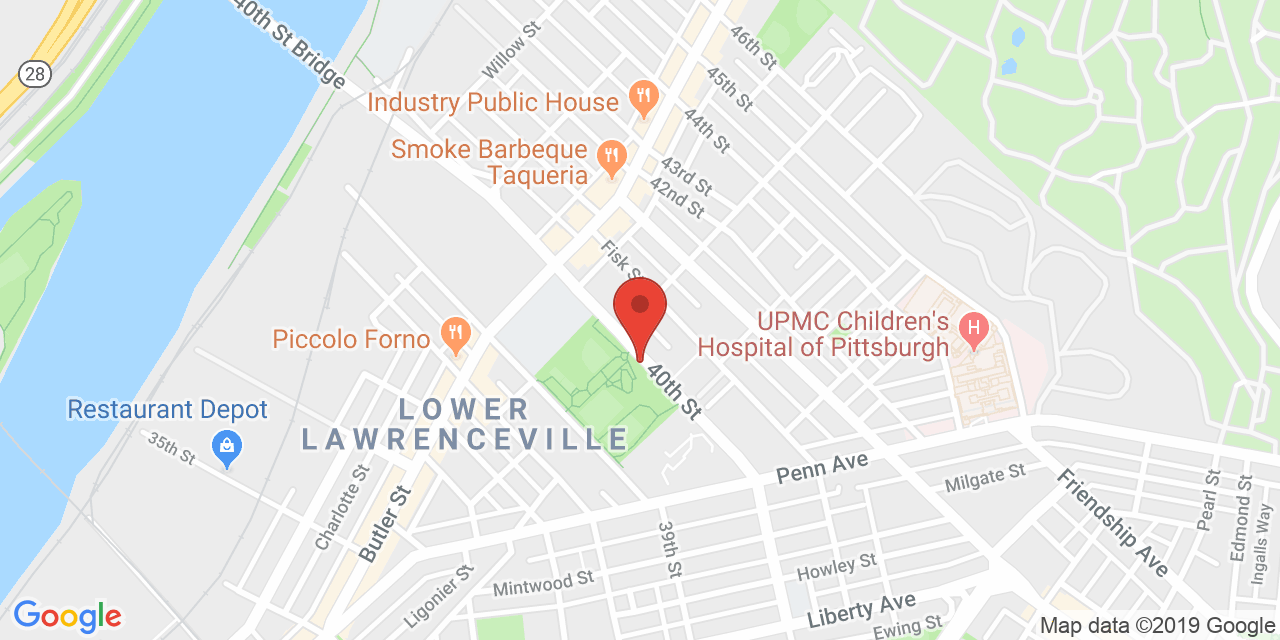 40th St Bridge
28
Willow St
46th St
45th St
44th St
Industry Public House
Smoke Barbeque
Taqueria
43rd St
42nd St
Fisk S
Piccolo Forno
UPMC Children's
Hospital of Pittsburgh
H
40th St
Restaurant Depot
LOWER
LAWRENCEVILLE
35th St
Charlotte St
Butler St
Penn Ave
Milgate St
Friendship Ave
Pearl St
Edmond St
Ingalls Way
39th St
Howley St
Mintwood St
Ligonier St
Liberty Ave
Ewing St
Google
Map data ©2019 Google